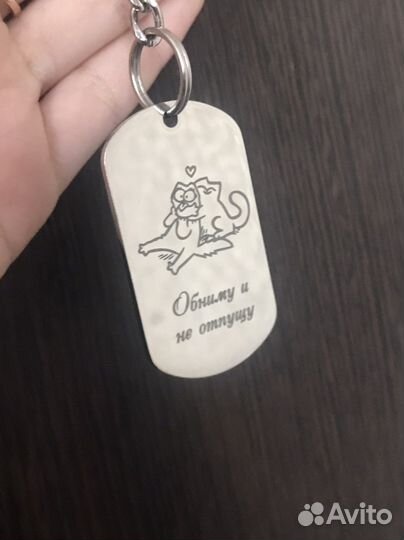 Обниму и
не отпущу
Avito